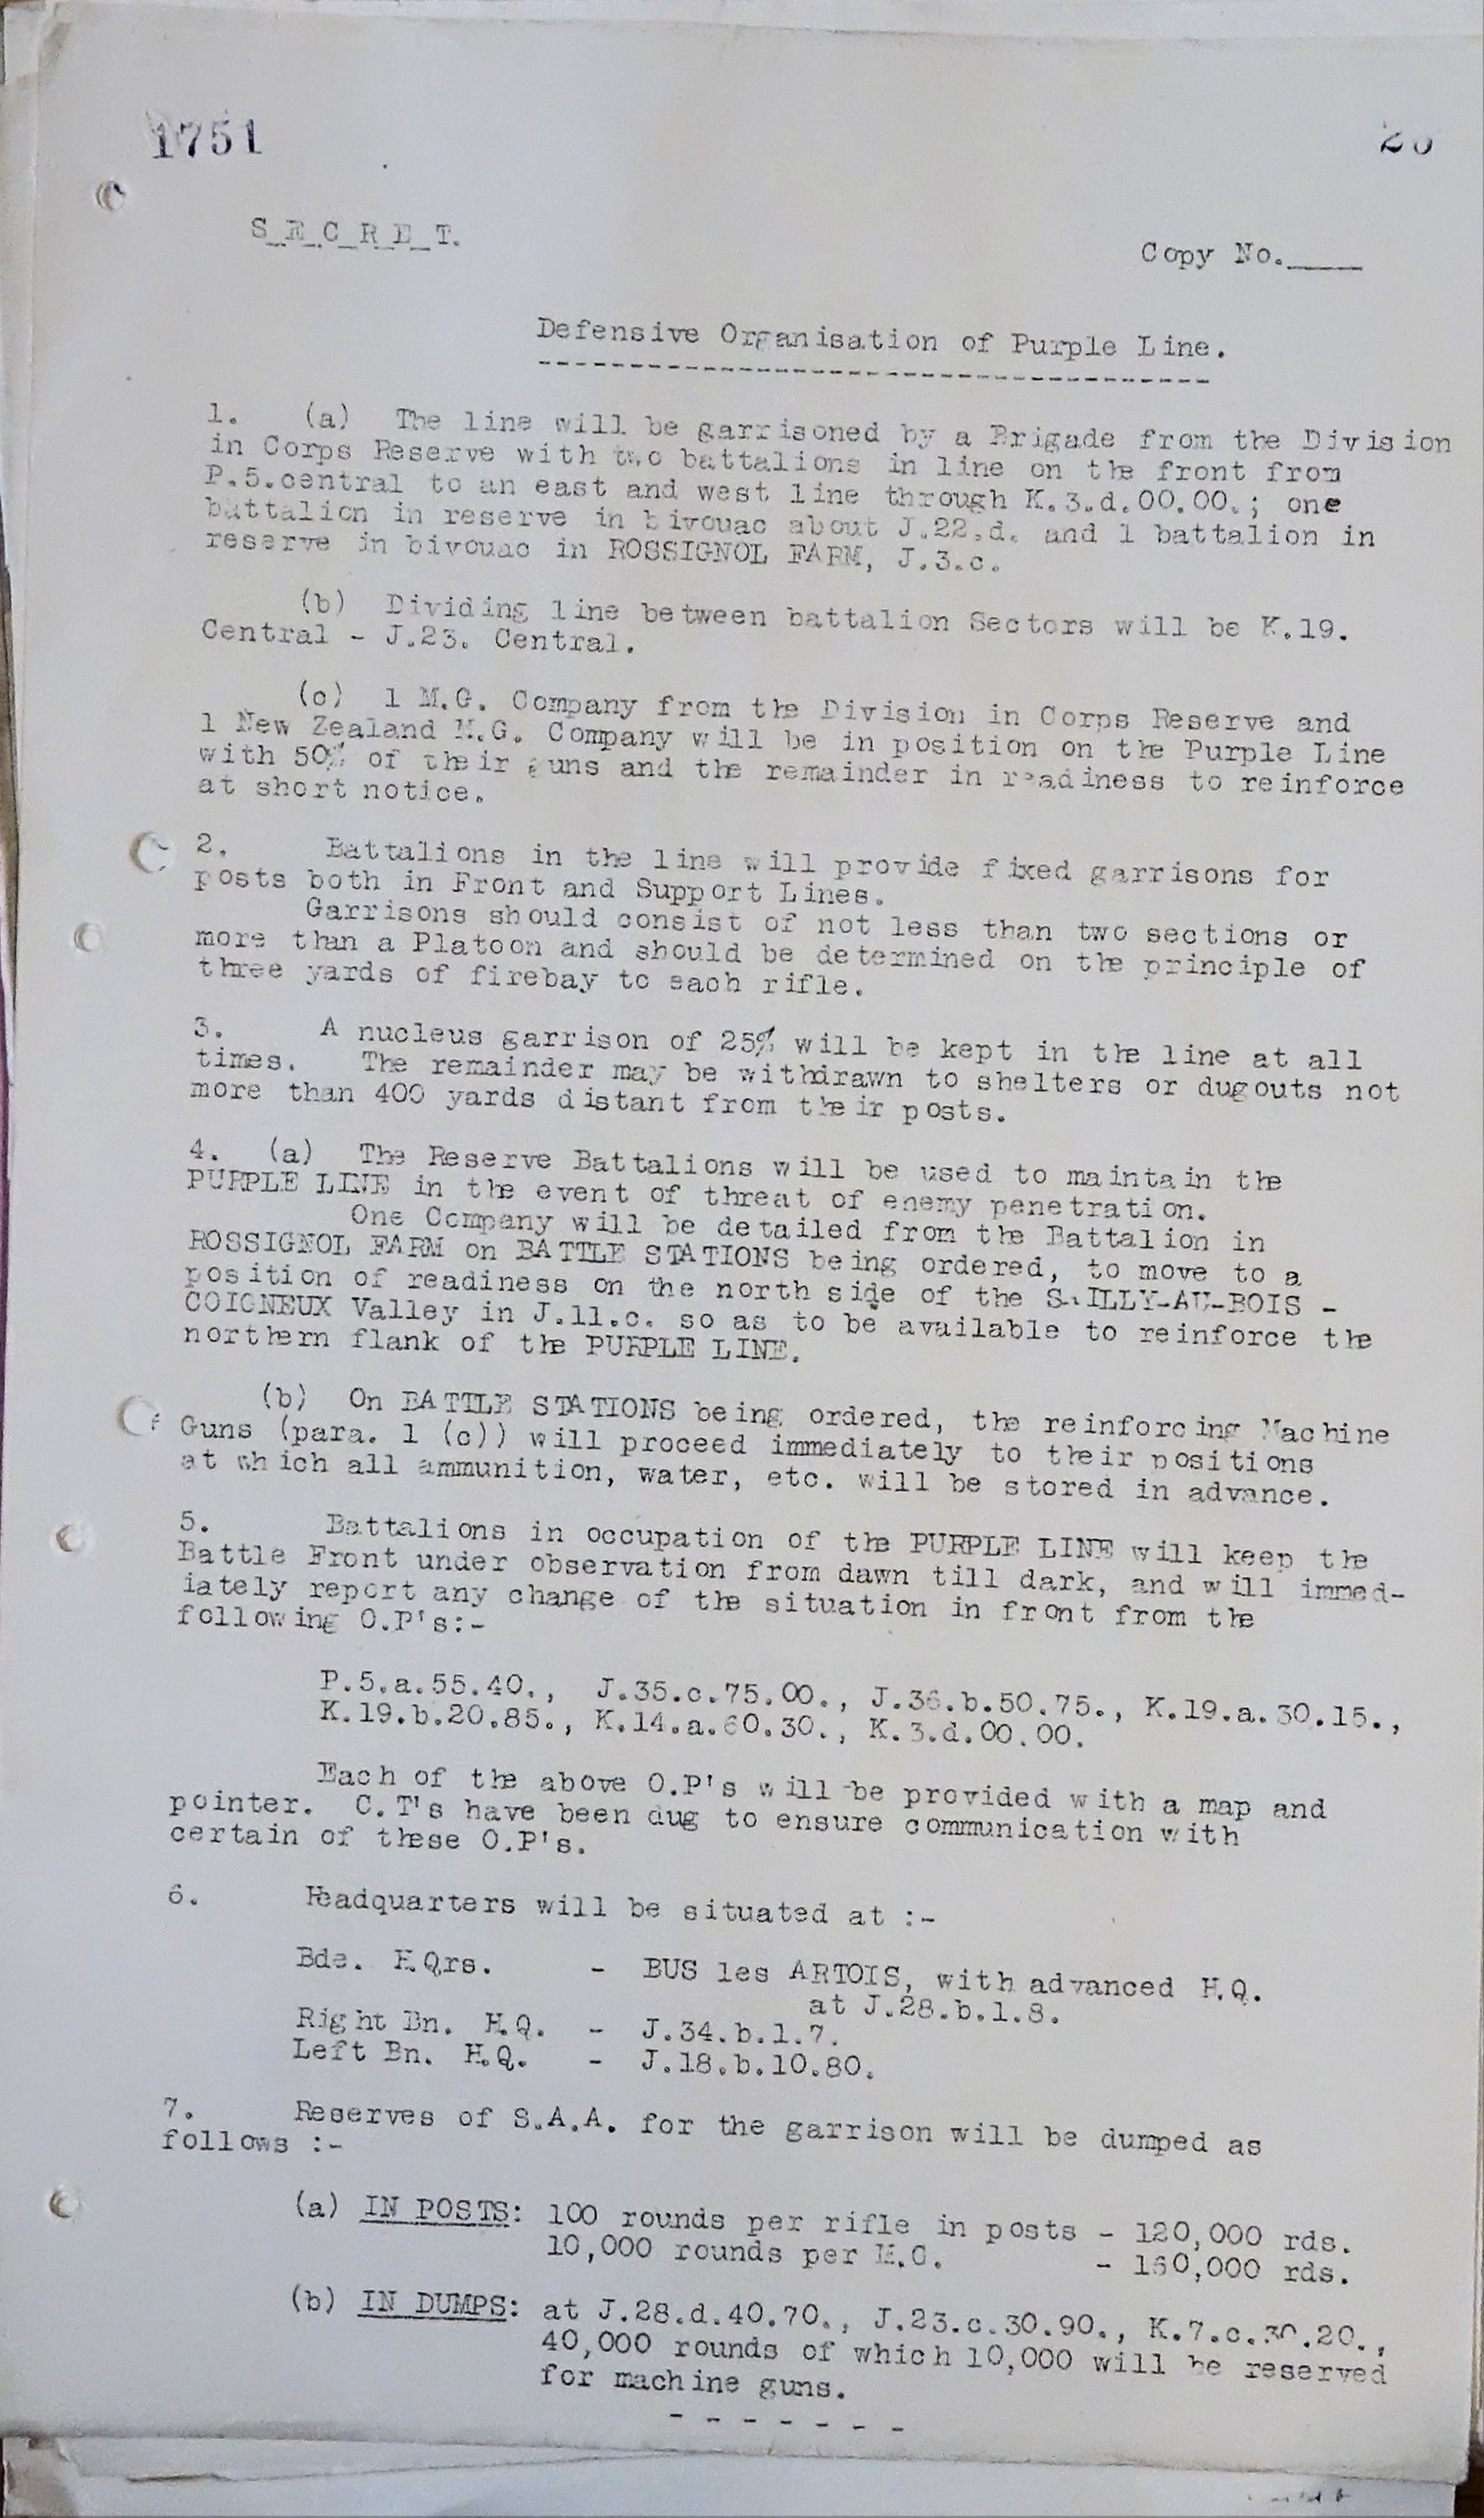 1751
S_E_C_R_E_T.
Copy No.____
Defensive Organisation of Purple Line.
1. (a) The line will be garrisoned by a Brigade from the Division
in Corps Reserve with two battalions in line on the front from
P.5.central to an east and west line through K.3.d.00.00.; one
battalion in reserve in bivouac about J.22.d. and 1 battalion in
reserve in bivouac in ROSSIGNOL FARM, J.3.c.
(b) Dividing line between battalion Sectors will be K.19.
Central - J.23. Central.
(c) 1 M.G. Company from the Division in Corps Reserve and
1 New Zealand M.G. Company will be in position on the Purple Line
with 50% of their guns and the remainder in readiness to reinforce
at short notice.
2. Battalions in the line will provide fixed garrisons for
posts both in Front and Support Lines.
Garrisons should consist of not less than two sections or
more than a Platoon and should be determined on the principle of
three yards of firebay to each rifle.
3. A nucleus garrison of 25% will be kept in the line at all
times. The remainder may be withdrawn to shelters or dugouts not
more than 400 yards distant from their posts.
4. (a) The Reserve Battalions will be used to maintain the
PURPLE LINE in the event of threat of enemy penetration.
One Company will be detailed from the Battalion in
ROSSIGNOL FARM on BATTLE STATIONS being ordered, to move to a
position of readiness on the north side of the SAILLY-AU-BOIS -
COIGNEUX Valley in J.11.c. so as to be available to reinforce the
northern flank of the PURPLE LINE.
(b) On BATTLE STATIONS being ordered, the reinforcing Machine
Guns (para. 1 (c)) will proceed immediately to their positions
at which all ammunition, water, etc. will be stored in advance.
5. Battalions in occupation of the PURPLE LINE will keep the
Battle Front under observation from dawn till dark, and will immed-
iately report any change of the situation in front from the
following O.P's:-
P.5.a.55.40., J.35.c.75.00., J.36.b.50.75., K.19.a.30.15.,
K.19.b.20.85., K.14.a.60.30., K.3.d.00.00.
Each of the above O.P's will be provided with a map and
pointer. C.T's have been dug to ensure communication with
certain of these O.P's.
6. Headquarters will be situated at :-
Bde. H.Qrs. - BUS les ARTOIS, with advanced H.Q.
at J.28.b.1.8.
Right Bn. H.Q. - J.34.b.1.7.
Left Bn. H.Q. - J.18.b.10.80.
7. Reserves of S.A.A. for the garrison will be dumped as
follows :-
(a) IN POSTS: 100 rounds per rifle in posts - 120,000 rds.
10,000 rounds per M.G. - 160,000 rds.
(b) IN DUMPS: at J.28.d.40.70., J.23.c.30.90., K.7.c.30.20.,
40,000 rounds of which 10,000 will be reserved
for machine guns.